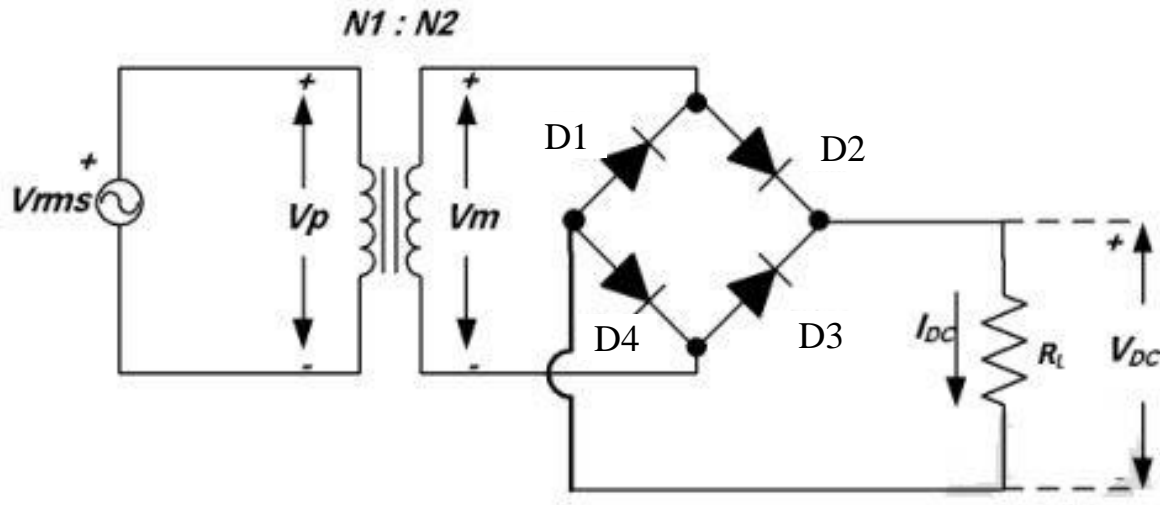 N1 : N2
+
+
+
D1
D2
Vrms
Vp
Vm
+
D4
D3
IDC
RL
VDC
-
-
-